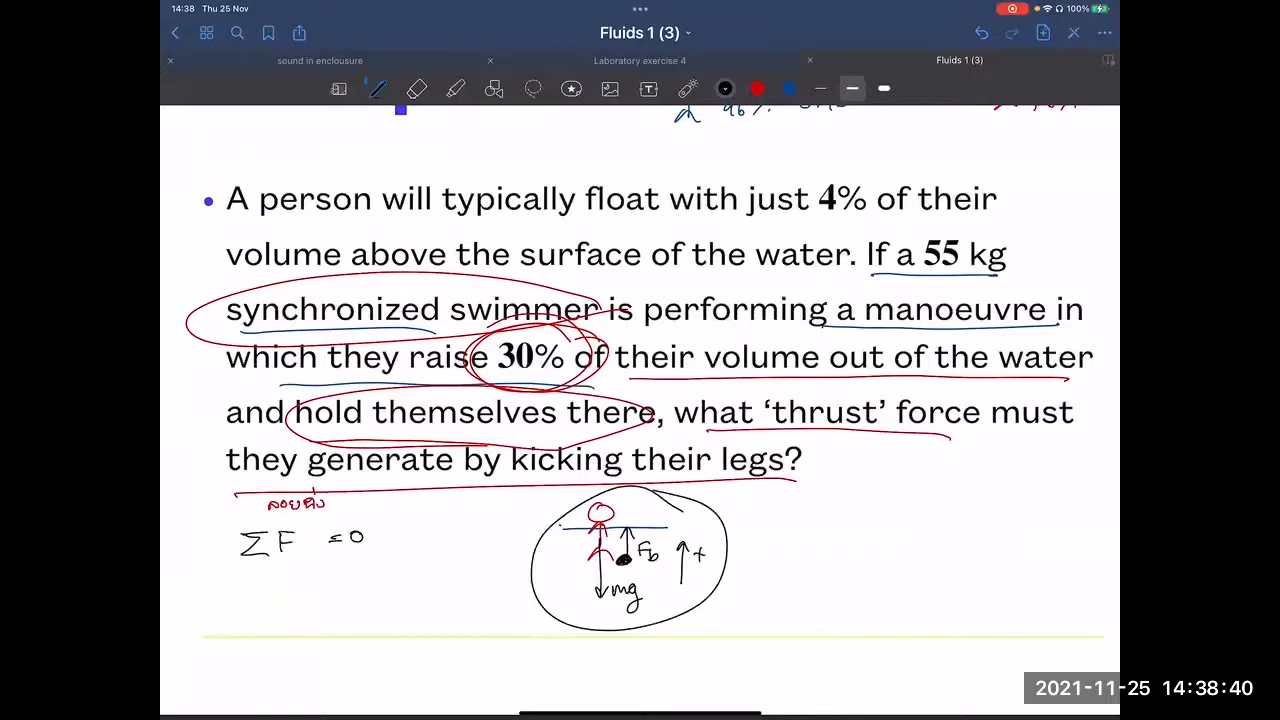 14:38 Thu 25 Nov
100%
Fluids 1 (3)
sound in enclousure
Laboratory exercise 4
Fluids 1 (3)
96%
• A person will typically float with just 4% of their
volume above the surface of the water. If a 55 kg
synchronized swimmer is performing a manoeuvre in
which they raise 30% of their volume out of the water
and hold themselves there, what ‘thrust’ force must
they generate by kicking their legs?
ลอยนิ่ง
ΣF = 0
Fb
+
mg
2021-11-25 14:38:40